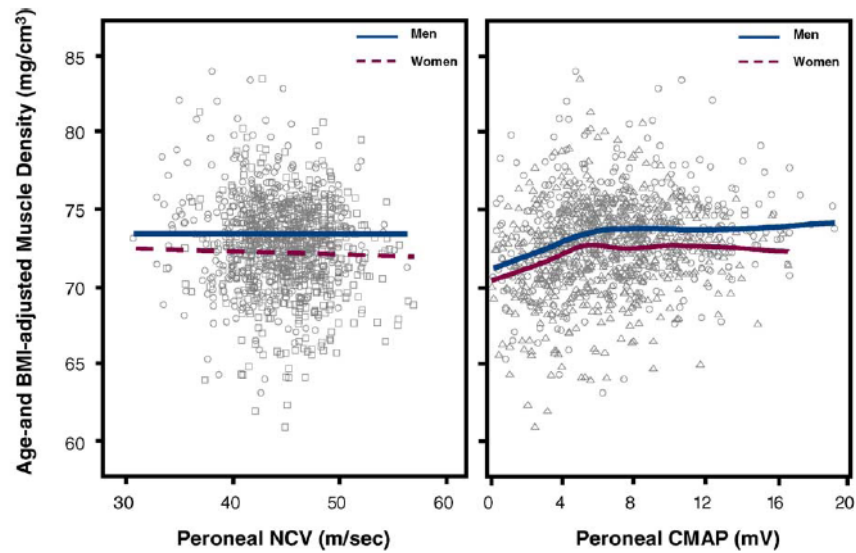 Age-and BMI-adjusted Muscle Density (mg/cm³)
85
80
75
70
65
60
Men
Women
Men
Women
30
40
50
60
0
4
8
12
16
20
Peroneal NCV (m/sec)
Peroneal CMAP (mV)